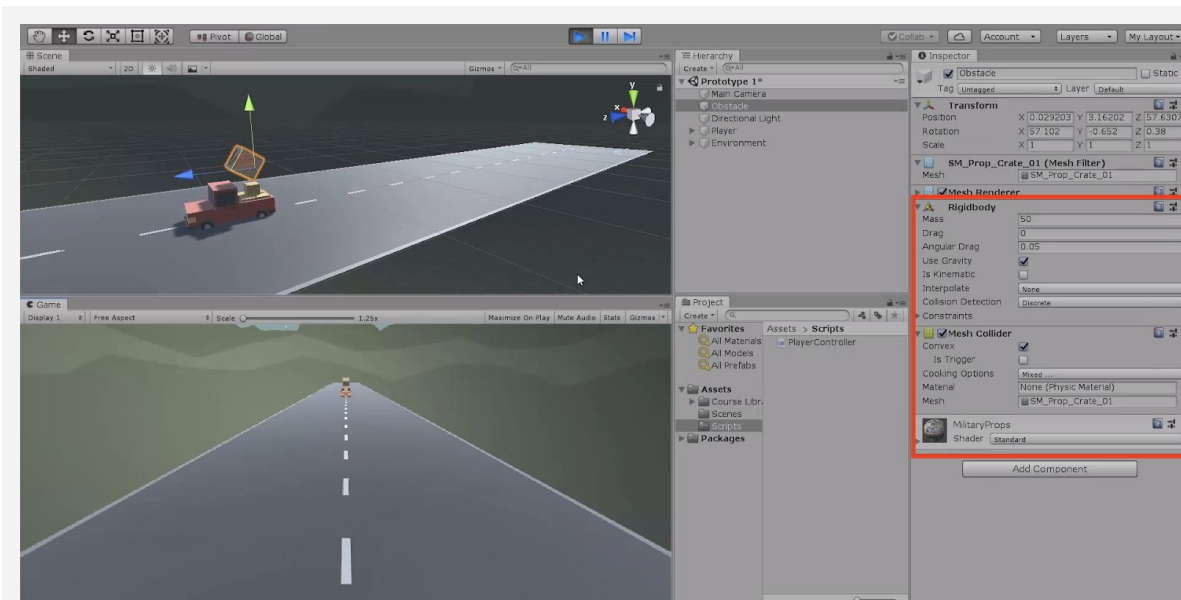 Pivot Global
Collab Account Layers My Layout
Scene
Shaded 2D Gizmos All
y
x
z
Game
Display 1 Free Aspect Scale 1.25x Maximize On Play Mute Audio Stats Gizmos
Hierarchy
Create All
Prototype 1*
Main Camera
Obstacle
Directional Light
Player
Environment
Project
Create
Favorites
All Materials
All Models
All Prefabs
Assets
Course Libr
Scenes
Scripts
Packages
Assets > Scripts
PlayerController
Inspector
Obstacle Static
Tag Untagged Layer Default
Transform
Position X 0.029203 Y 3.16202 Z 57.6307
Rotation X 57.102 Y -0.652 Z 0.38
Scale X 1 Y 1 Z 1
SM_Prop_Crate_01 (Mesh Filter)
Mesh SM_Prop_Crate_01
Mesh Renderer
Rigidbody
Mass 50
Drag 0
Angular Drag 0.05
Use Gravity
Is Kinematic
Interpolate None
Collision Detection Discrete
Constraints
Mesh Collider
Convex
Is Trigger
Cooking Options Mixed ...
Material None (Physic Material)
Mesh SM_Prop_Crate_01
MilitaryProps
Shader Standard
Add Component